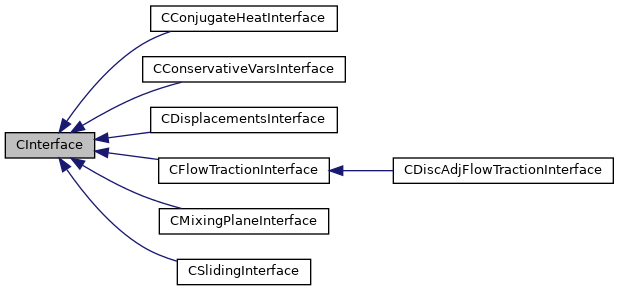 CConjugateHeatInterface
CConservativeVarsInterface
CDisplacementsInterface
CInterface
CFlowTractionInterface
CDiscAdjFlowTractionInterface
CMixingPlaneInterface
CSlidingInterface